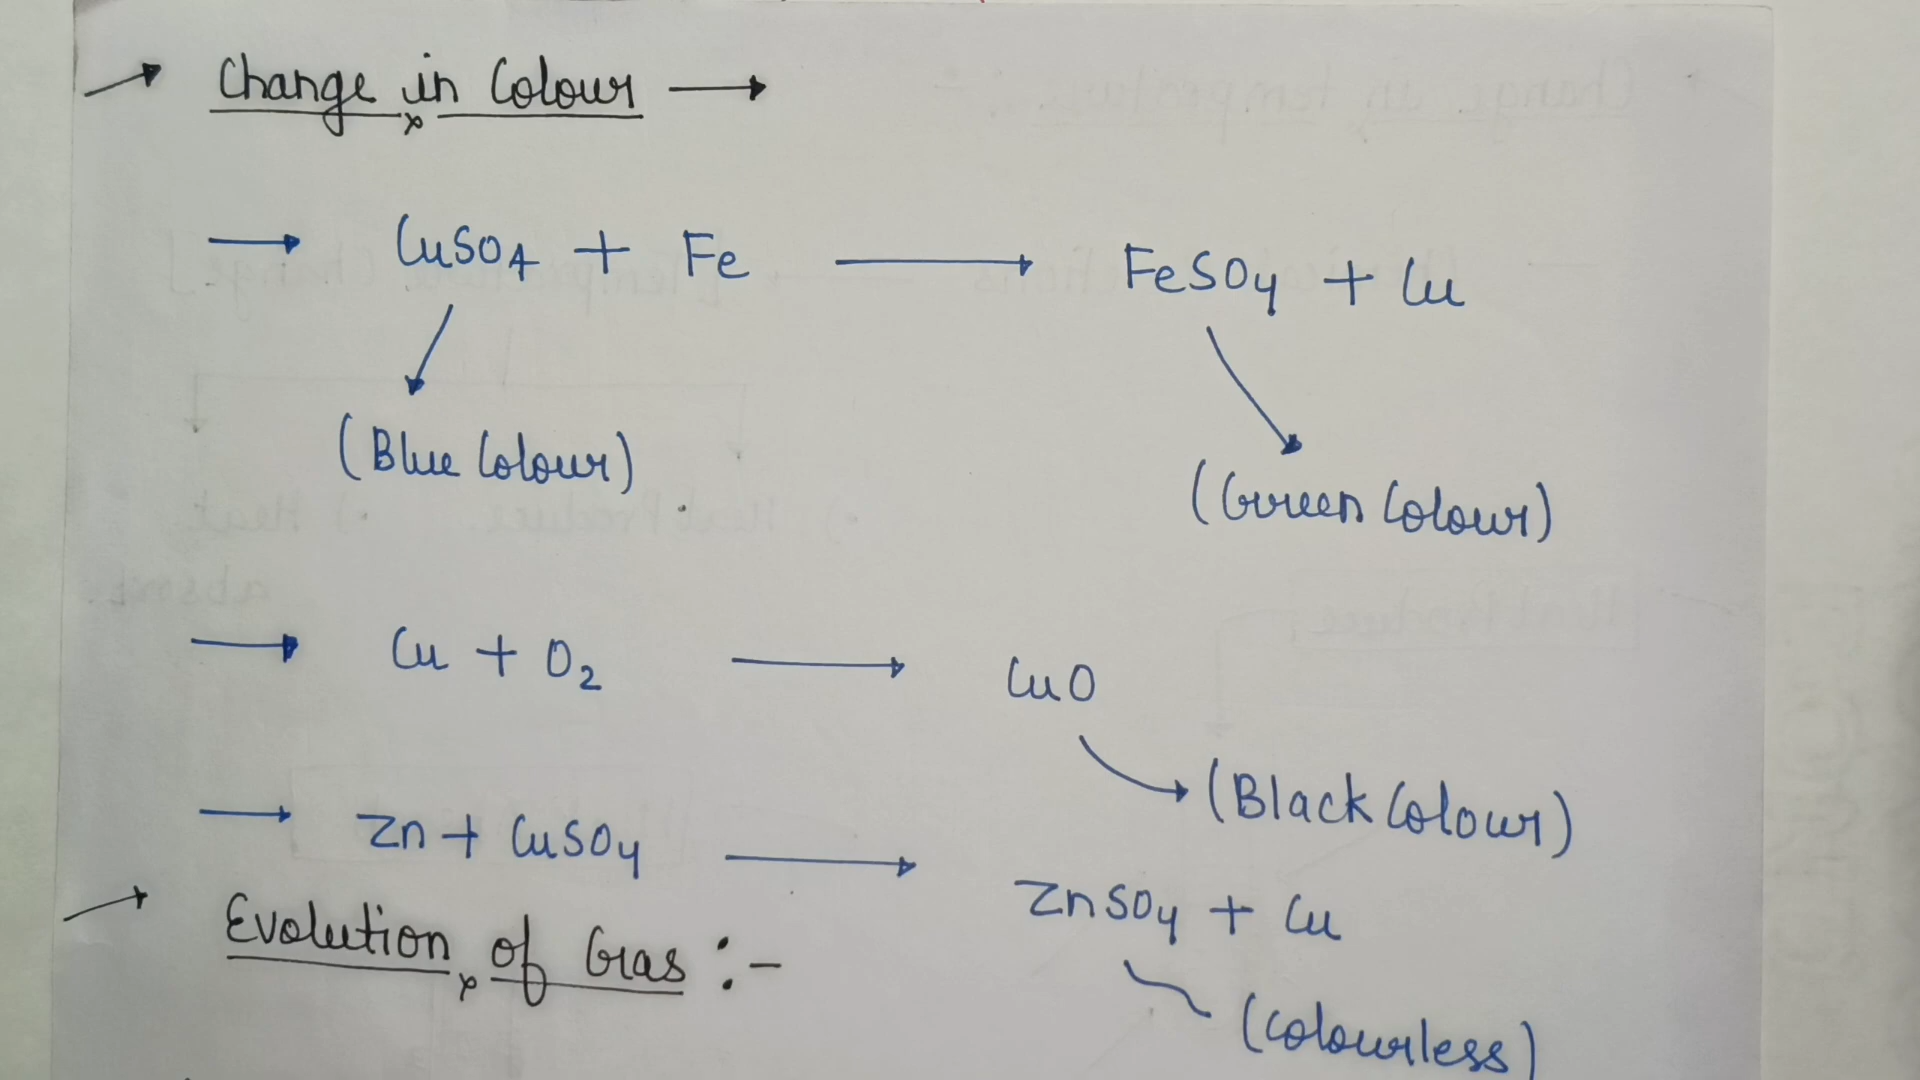 → Change in Colour →
→ CuSO4 + Fe → FeSO4 + Cu
(Blue Colour)
(Green Colour)
→ Cu + O2 → CuO
(Black Colour)
→ Zn + CuSO4 → ZnSO4 + Cu
(colourless)
→ Evolution of Gas :-